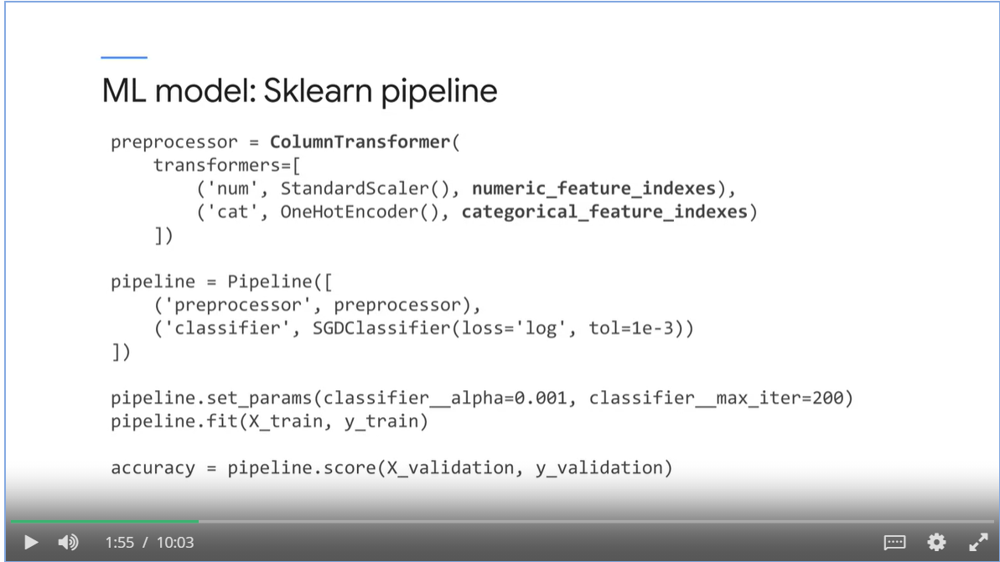 ML model: Sklearn pipeline
preprocessor = ColumnTransformer(
    transformers=[
        ('num', StandardScaler(), numeric_feature_indexes),
        ('cat', OneHotEncoder(), categorical_feature_indexes)
    ])
pipeline = Pipeline([
    ('preprocessor', preprocessor),
    ('classifier', SGDClassifier(loss='log', tol=1e-3))
])
pipeline.set_params(classifier__alpha=0.001, classifier__max_iter=200)
pipeline.fit(X_train, y_train)
accuracy = pipeline.score(X_validation, y_validation)
1:55 / 10:03